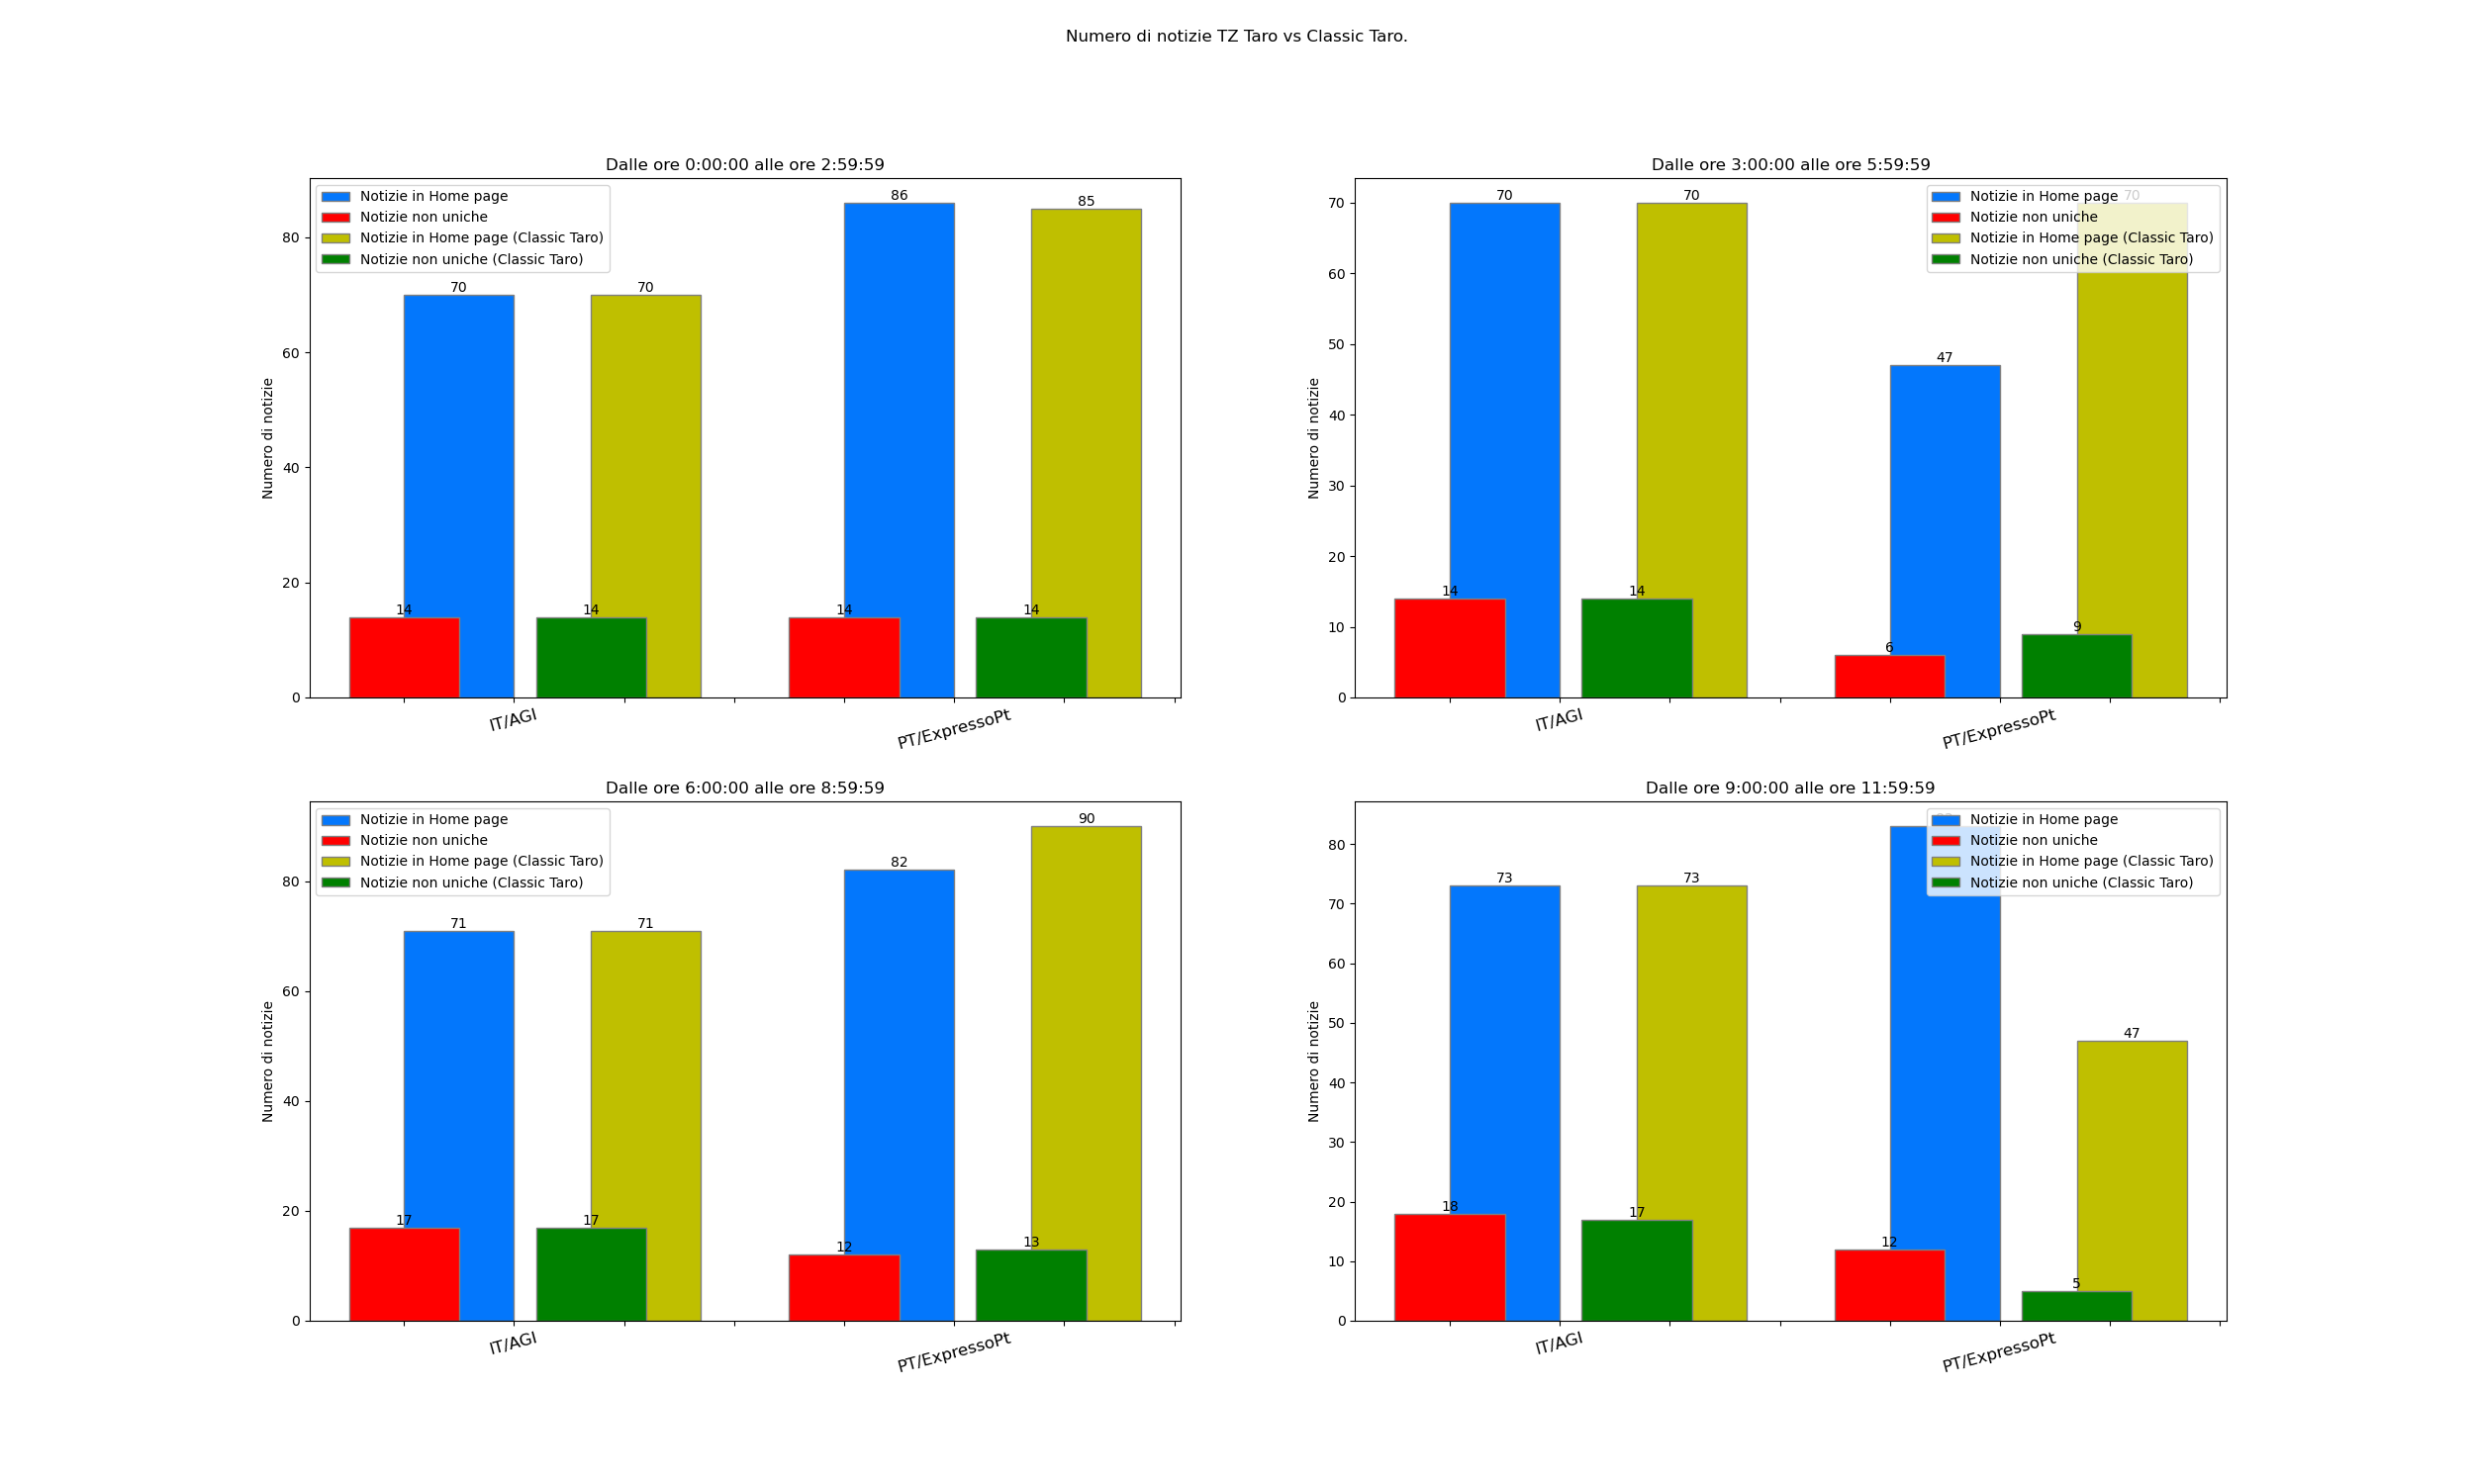 Numero di notizie TZ Taro vs Classic Taro.
Dalle ore 0:00:00 alle ore 2:59:59
Notizie in Home page
Notizie non uniche
Notizie in Home page (Classic Taro)
Notizie non uniche (Classic Taro)
86
85
80
70
70
60
40
20
14
14
14
14
0
Numero di notizie
IT/AGI
PT/ExpressoPt
Dalle ore 3:00:00 alle ore 5:59:59
Notizie in Home page
Notizie non uniche
Notizie in Home page (Classic Taro)
Notizie non uniche (Classic Taro)
70
70
70
70
60
50
47
40
30
20
14
14
10
9
6
0
Numero di notizie
IT/AGI
PT/ExpressoPt
Dalle ore 6:00:00 alle ore 8:59:59
Notizie in Home page
Notizie non uniche
Notizie in Home page (Classic Taro)
Notizie non uniche (Classic Taro)
90
82
80
71
71
60
40
20
17
17
12
13
0
Numero di notizie
IT/AGI
PT/ExpressoPt
Dalle ore 9:00:00 alle ore 11:59:59
Notizie in Home page
Notizie non uniche
Notizie in Home page (Classic Taro)
Notizie non uniche (Classic Taro)
80
73
73
70
60
50
47
40
30
20
18
17
12
10
5
0
Numero di notizie
IT/AGI
PT/ExpressoPt